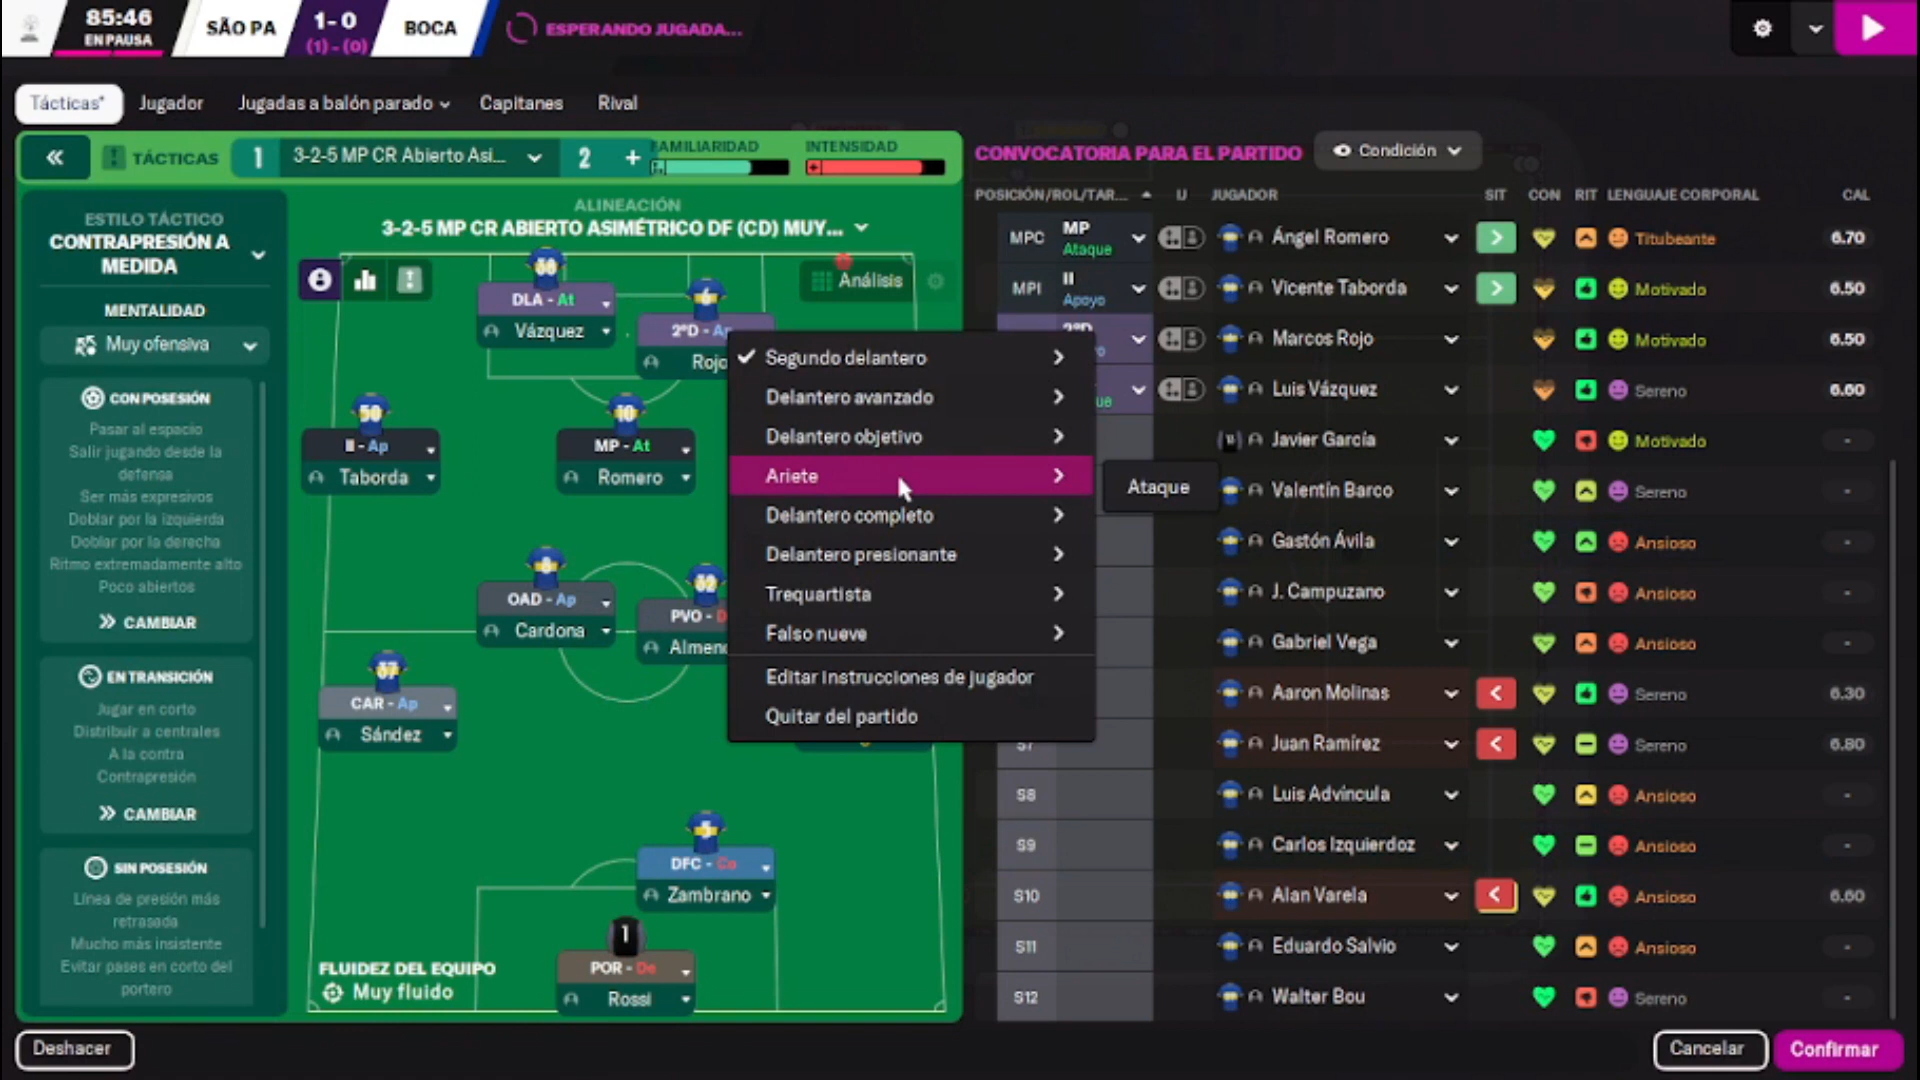 85:46
EN PAUSA
SÃO PA
1-0
(1) - (0)
BOCA
ESPERANDO JUGADA...
Tácticas*
Jugador
Jugadas a balón parado
Capitanes
Rival
TÁCTICAS
1
3-2-5 MP CR Abierto Asi...
2
+
FAMILIARIDAD
INTENSIDAD
ESTILO TÁCTICO
CONTRAPRESIÓN A
MEDIDA
MENTALIDAD
Muy ofensiva
CON POSESIÓN
Pasar al espacio
Salir jugando desde la
defensa
Ser más expresivos
Doblar por la izquierda
Doblar por la derecha
Ritmo extremadamente alto
Poco abiertos
CAMBIAR
EN TRANSICIÓN
Jugar en corto
Distribuir a centrales
A la contra
Contrapresión
CAMBIAR
SIN POSESIÓN
Línea de presión más
retrasada
Mucho más insistente
Evitar pases en corto del
portero
ALINEACIÓN
3-2-5 MP CR ABIERTO ASIMÉTRICO DF (CD) MUY...
Análisis
38
DLA - At
Vázquez
6
2ºD - Ap
Rojo
50
II - Ap
Taborda
10
MP - At
Romero
8
OAD - Ap
Cardona
32
PVO - D
Almend
57
CAR - Ap
Sández
5
DFC - Co
Zambrano
1
POR - De
Rossi
FLUIDEZ DEL EQUIPO
Muy fluido
Segundo delantero
Delantero avanzado
Delantero objetivo
Ariete
Delantero completo
Delantero presionante
Trequartista
Falso nueve
Editar instrucciones de jugador
Quitar del partido
Ataque
CONVOCATORIA PARA EL PARTIDO
Condición
POSICIÓN/ROL/TAR...
JUGADOR
SIT
CON
RIT
LENGUAJE CORPORAL
CAL
MPC
MP
Ataque
Ángel Romero
Titubeante
6.70
MPI
II
Apoyo
Vicente Taborda
Motivado
6.50
2ºD
Marcos Rojo
Motivado
6.50
ue
Luis Vázquez
Sereno
6.60
Javier García
Motivado
-
Valentín Barco
Sereno
-
Gastón Ávila
Ansioso
-
J. Campuzano
Ansioso
-
Gabriel Vega
Ansioso
-
Aaron Molinas
Sereno
6.30
S7
Juan Ramírez
Sereno
6.80
S8
Luis Advíncula
Ansioso
-
S9
Carlos Izquierdoz
Ansioso
-
S10
Alan Varela
Ansioso
6.60
S11
Eduardo Salvio
Ansioso
-
S12
Walter Bou
Sereno
-
Deshacer
Cancelar
Confirmar